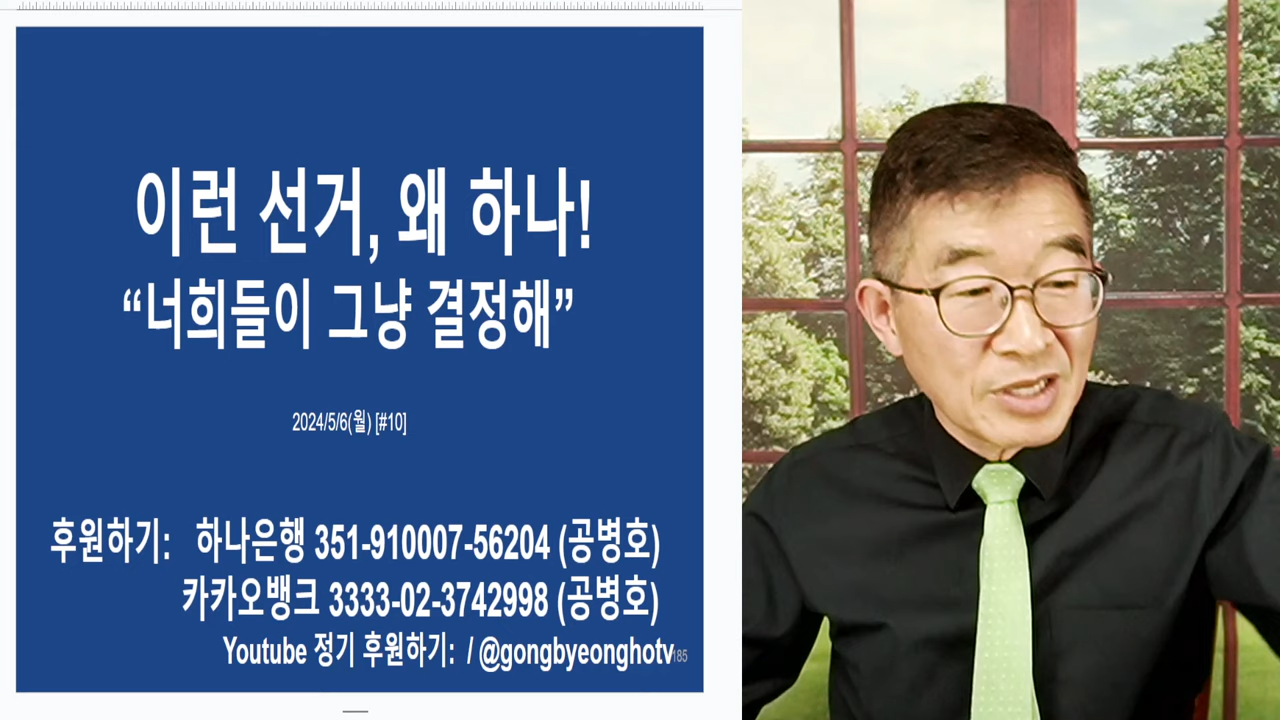 이런 선거, 왜 하나!
“너희들이 그냥 결정해”
2024/5/6(월) [#10]
후원하기: 하나은행 351-910007-56204 (공병호)
카카오뱅크 3333-02-3742998 (공병호)
Youtube 정기 후원하기: / @gongbyeonghotv
185